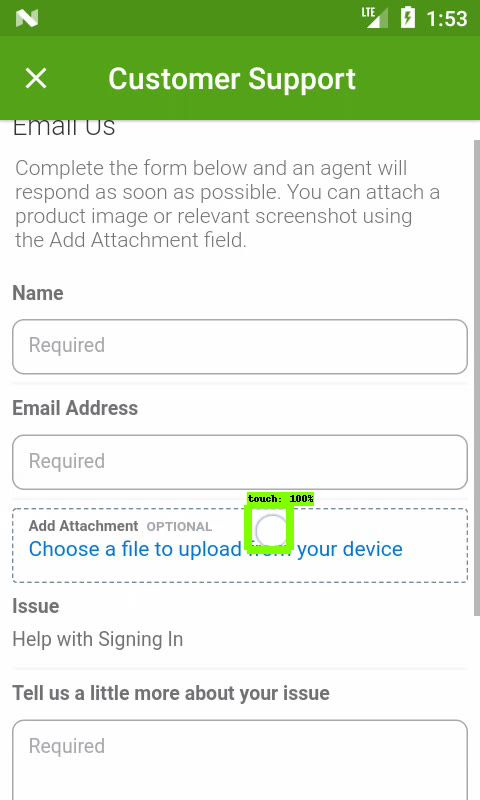 LTE 1:53
Customer Support
Email Us
Complete the form below and an agent will
respond as soon as possible. You can attach a
product image or relevant screenshot using
the Add Attachment field.
Name
Required
Email Address
Required
touch: 100%
Add Attachment OPTIONAL
Choose a file to upload from your device
Issue
Help with Signing In
Tell us a little more about your issue
Required